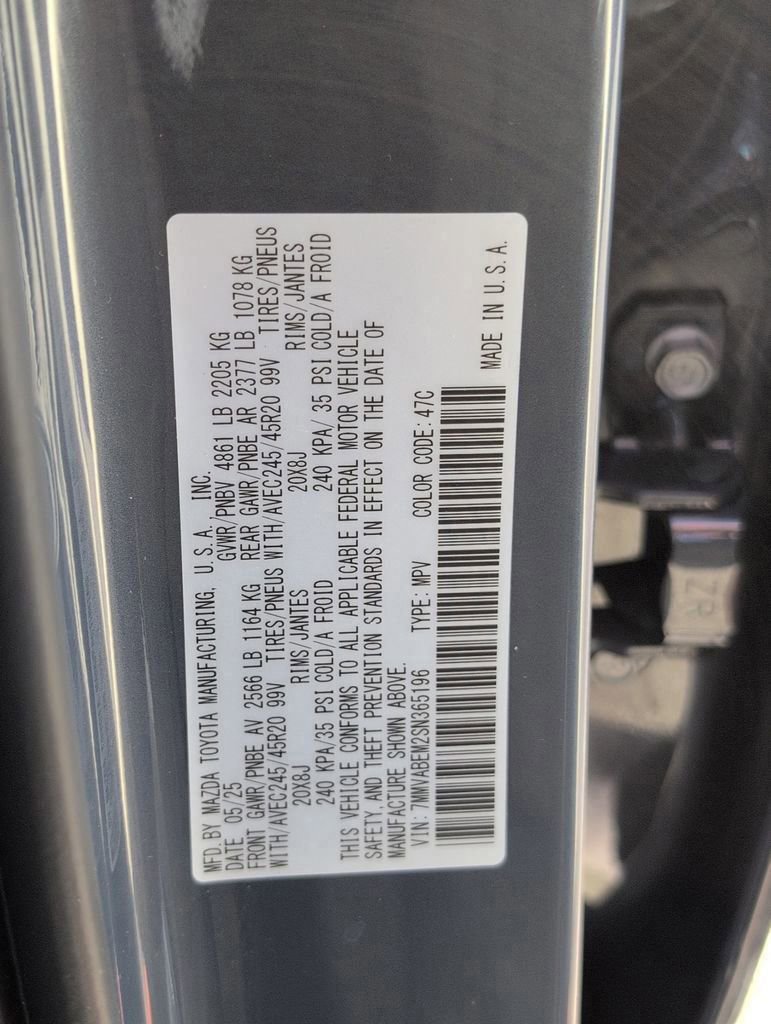 MFD. BY MAZDA TOYOTA MANUFACTURING, U.S.A. INC.
DATE 05/25 GVWR/PNBV 4861 LB 2205 KG
FRONT GAWR/PNBE AV 2566 LB 1164 KG REAR GAWR/PNBE AR 2377 LB 1078 KG
WITH/AVEC245/45R20 99V TIRES/PNEUS WITH/AVEC245/45R20 99V TIRES/PNEUS
20X8J RIMS/JANTES 20X8J RIMS/JANTES
240 KPA/35 PSI COLD/A FROID 240 KPA/ 35 PSI COLD/A FROID
THIS VEHICLE CONFORMS TO ALL APPLICABLE FEDERAL MOTOR VEHICLE
SAFETY, AND THEFT PREVENTION STANDARDS IN EFFECT ON THE DATE OF
MANUFACTURE SHOWN ABOVE.
VIN: 7MMVABEM2SN365196 TYPE: MPV COLOR CODE: 47C
MADE IN U.S.A.
ZR